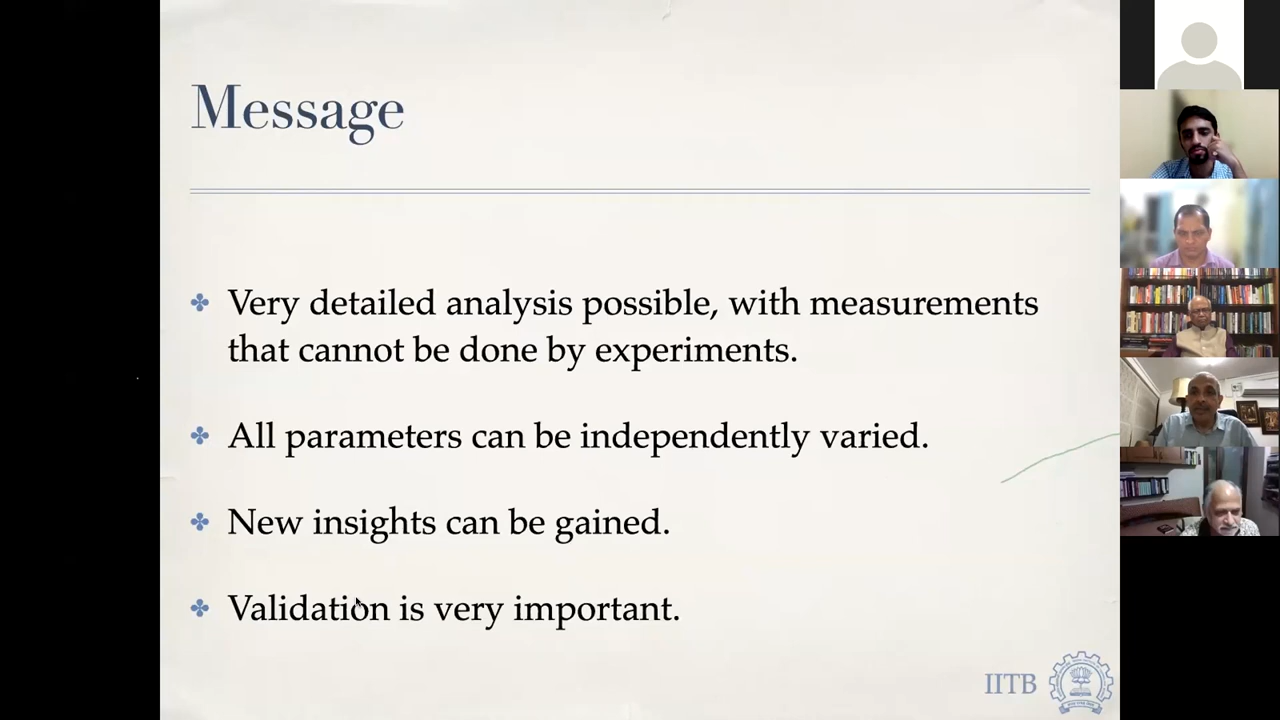 Message
Very detailed analysis possible, with measurements
that cannot be done by experiments.
All parameters can be independently varied.
New insights can be gained.
Validation is very important.
IITB